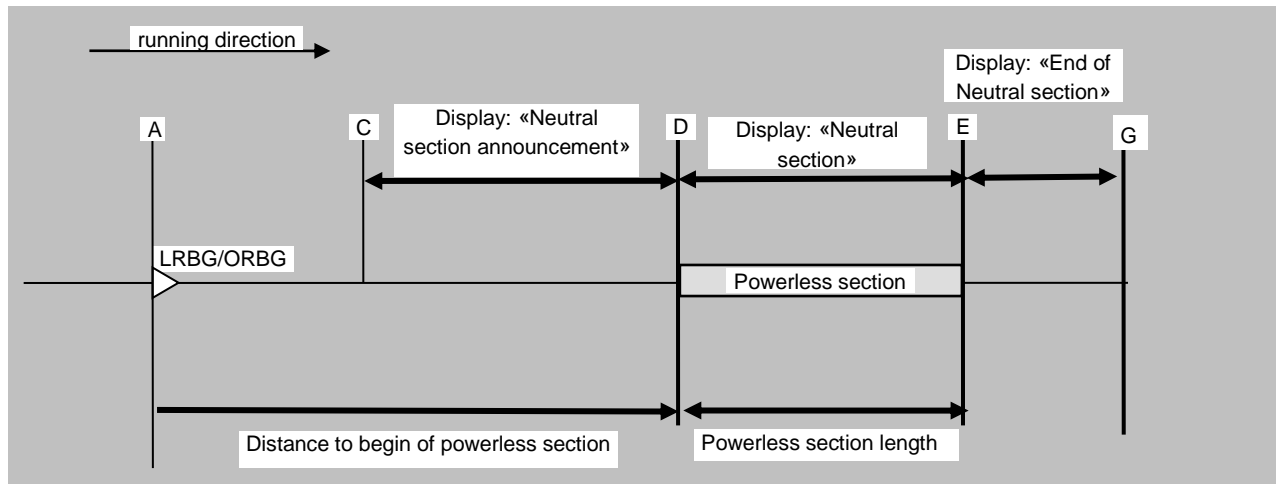 running direction
Display: «End of
Neutral section»
A
C
Display: «Neutral
section announcement»
D
Display: «Neutral
section»
E
G
LRBG/ORBG
Powerless section
Distance to begin of powerless section
Powerless section length